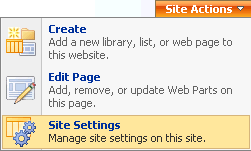 Site Actions
Create
Add a new library, list, or web page to
this website.
Edit Page
Add, remove, or update Web Parts on
this page.
Site Settings
Manage site settings on this site.